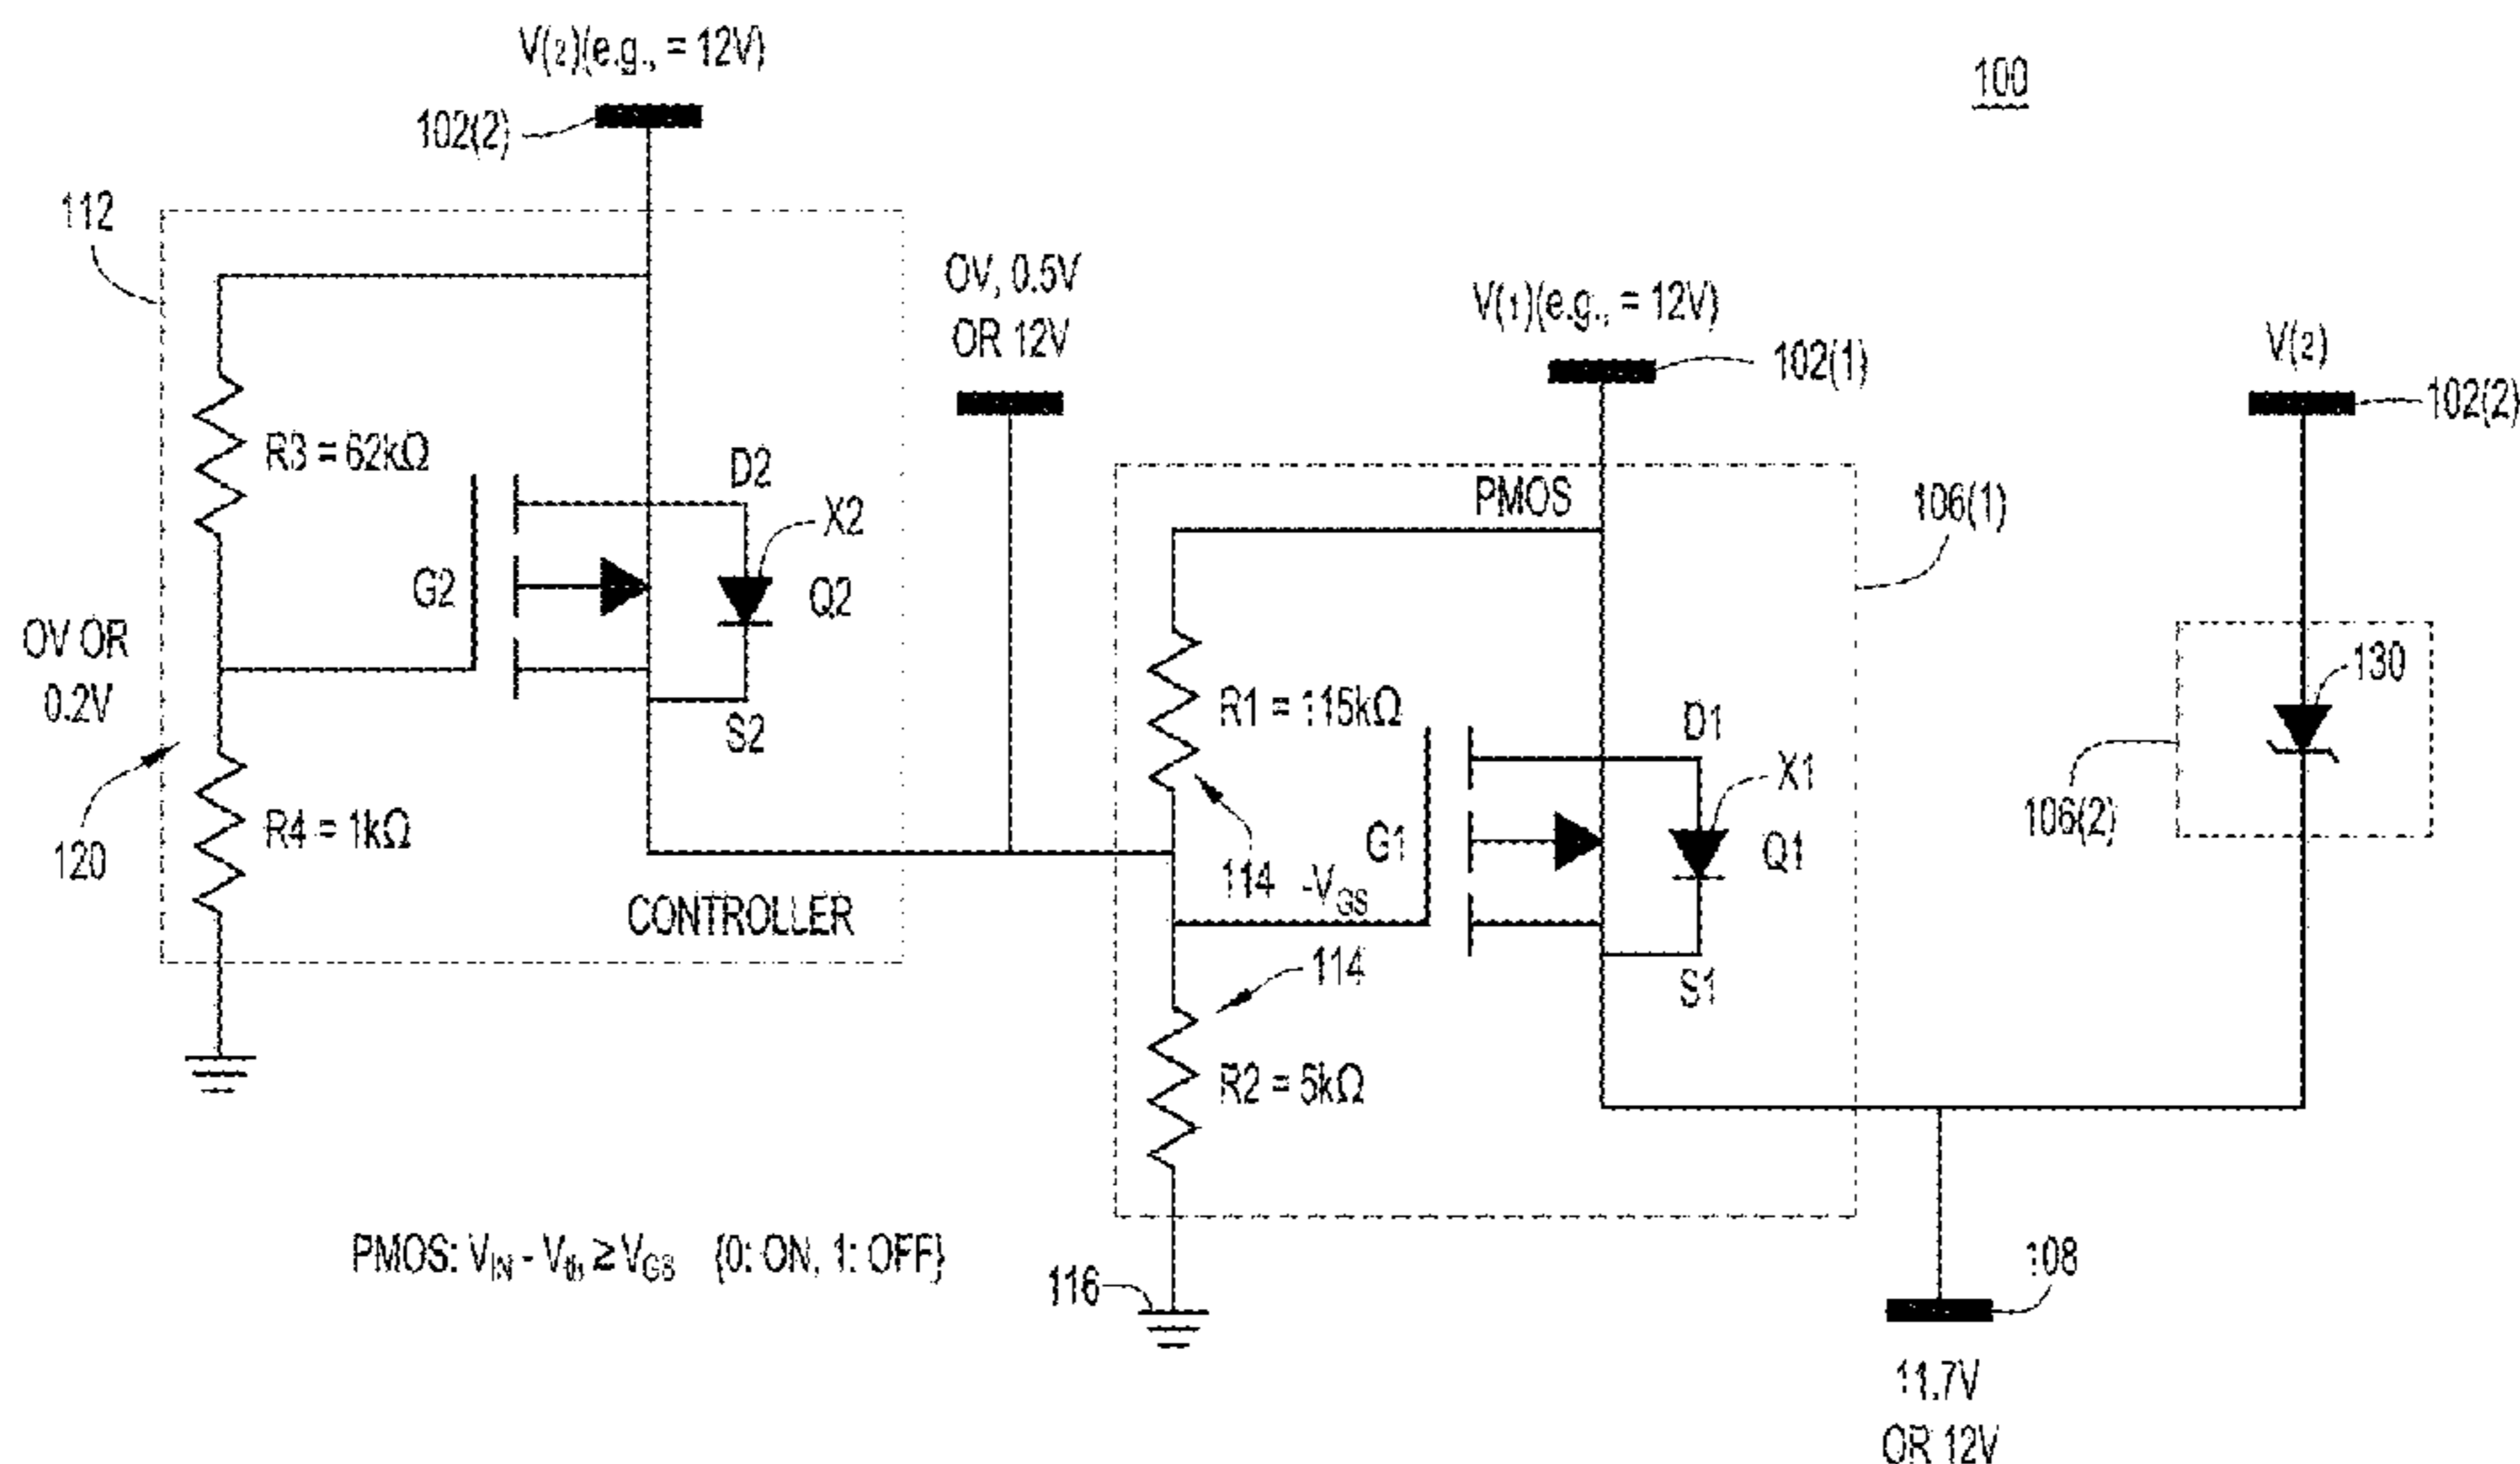 V(2)(e.g., = 12V)
100
102(2)
112
0V, 0.5V
OR 12V
V(1)(e.g., = 12V)
102(1)
V(2)
102(2)
R3 = 62kΩ
D2
X2
PMOS
106(1)
G2
Q2
0V OR
0.2V
130
R1 = 115kΩ
D1
X1
S2
106(2)
120
R4 = 1kΩ
G1
Q1
114
-VGS
CONTROLLER
114
S1
R2 = 5kΩ
PMOS: VIN - Vth ≥ VGS {0: ON, 1: OFF}
116
108
11.7V
OR 12V